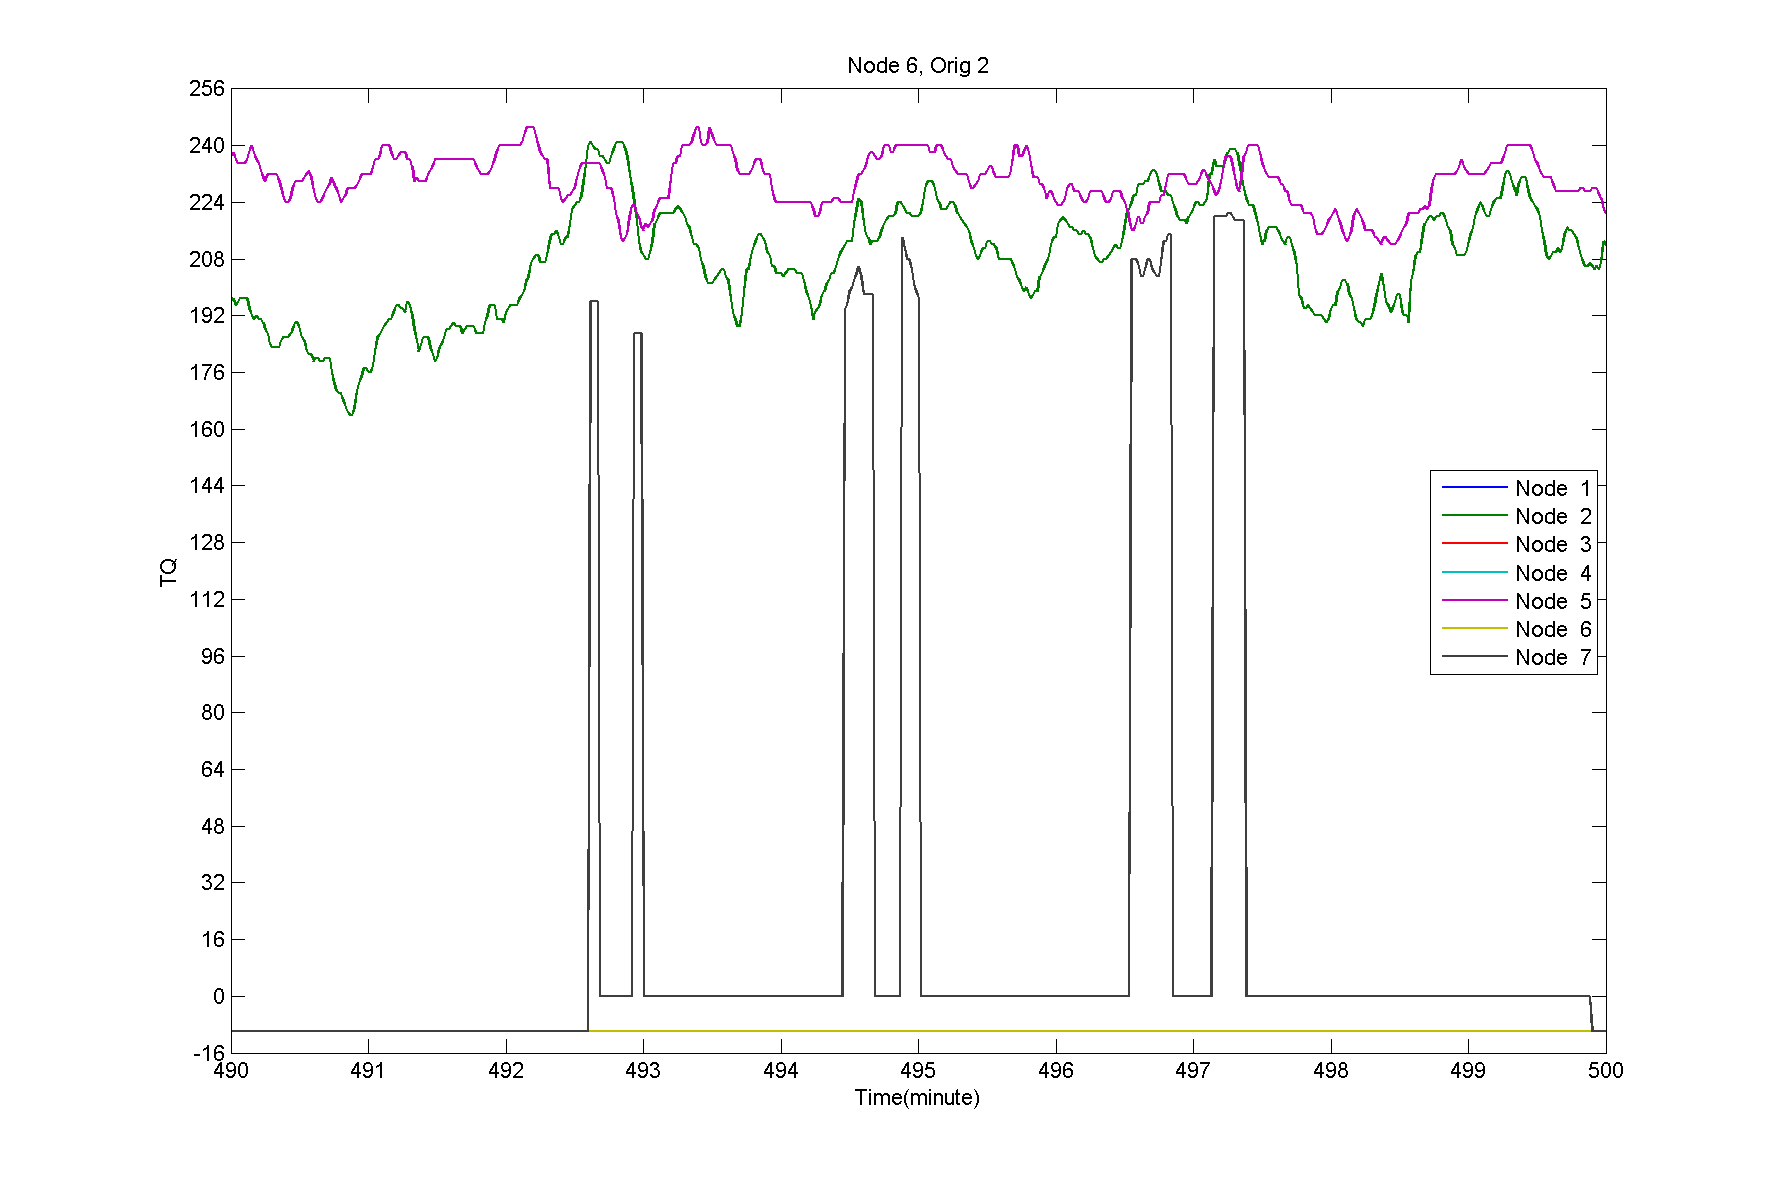 Node 6, Orig 2
256
240
224
208
192
176
160
144
128
112
96
80
64
48
32
16
0
-16
TQ
Node 1
Node 2
Node 3
Node 4
Node 5
Node 6
Node 7
490 491 492 493 494 495 496 497 498 499 500
Time(minute)